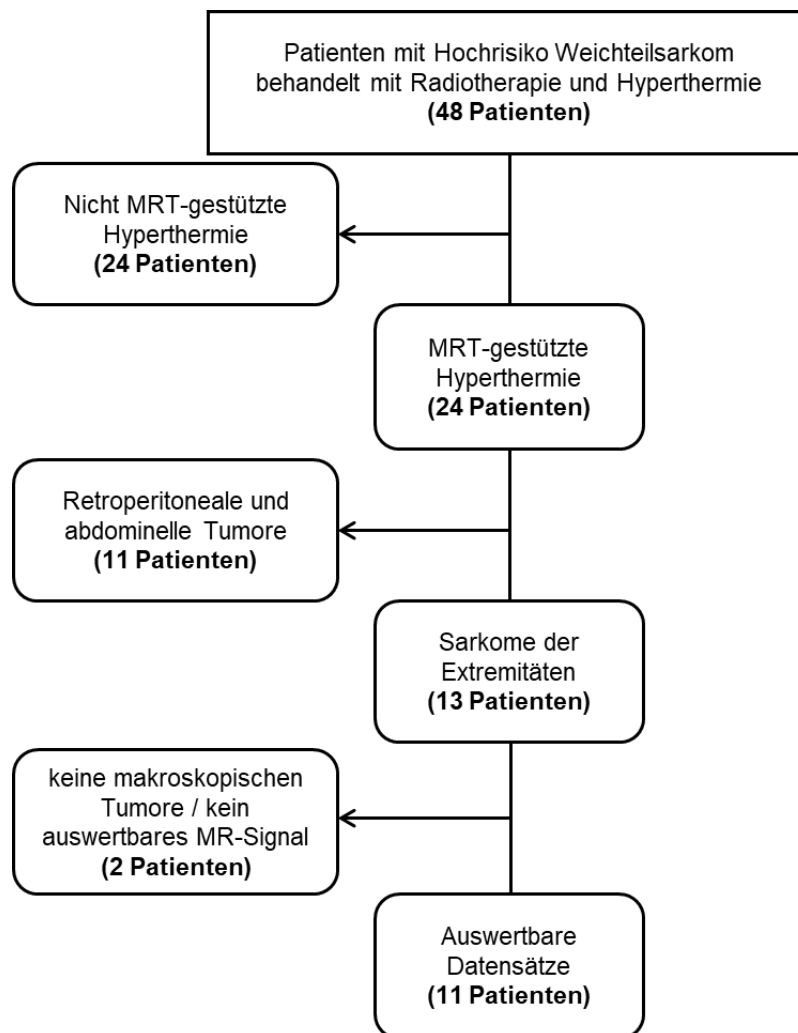 Patienten mit Hochrisiko Weichteilsarkom
behandelt mit Radiotherapie und Hyperthermie
(48 Patienten)
Nicht MRT-gestützte
Hyperthermie
(24 Patienten)
MRT-gestützte
Hyperthermie
(24 Patienten)
Retroperitoneale und
abdominelle Tumore
(11 Patienten)
Sarkome der
Extremitäten
(13 Patienten)
keine makroskopischen
Tumore / kein
auswertbares MR-Signal
(2 Patienten)
Auswertbare
Datensätze
(11 Patienten)